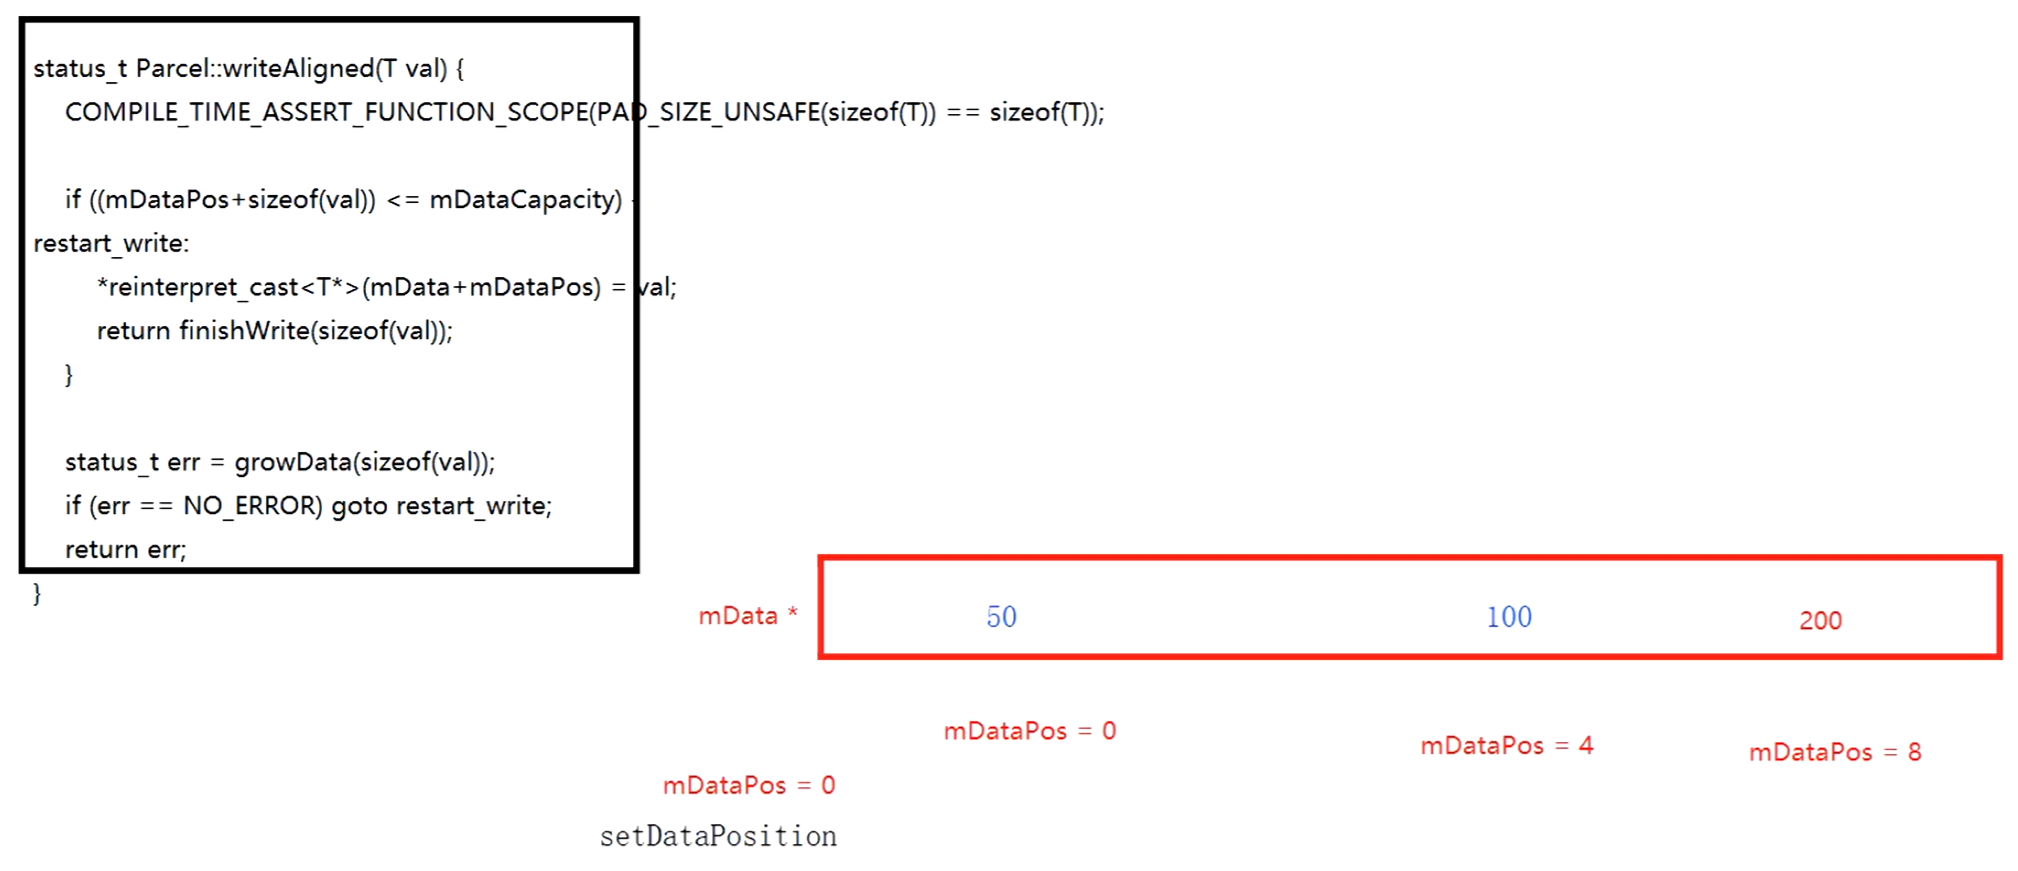 status_t Parcel::writeAligned(T val) {
COMPILE_TIME_ASSERT_FUNCTION_SCOPE(PAD_SIZE_UNSAFE(sizeof(T)) == sizeof(T));
if ((mDataPos+sizeof(val)) <= mDataCapacity)
restart_write:
*reinterpret_cast<T*>(mData+mDataPos) = val;
return finishWrite(sizeof(val));
}
status_t err = growData(sizeof(val));
if (err == NO_ERROR) goto restart_write;
return err;
}
mData * 50 100 200
mDataPos = 0 mDataPos = 4 mDataPos = 8
mDataPos = 0
setDataPosition